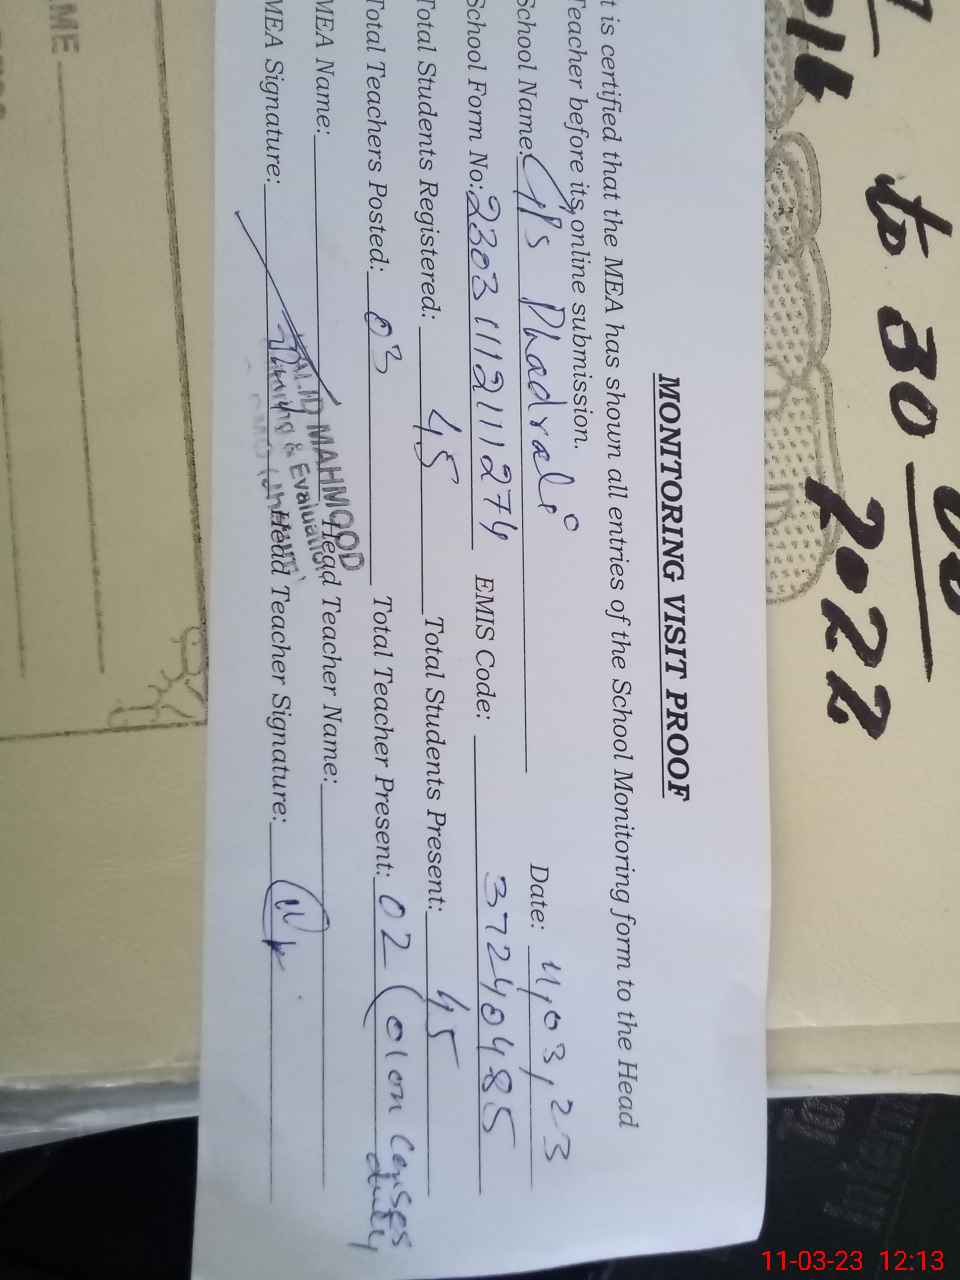 MONITORING VISIT PROOF
t is certified that the MEA has shown all entries of the School Monitoring form to the Head
Teacher before its online submission.
School Name: GPS Dhadrali Date: 11,03,23
School Form No: 23031112111274 EMIS Code: 37240485
Total Students Registered: 45 Total Students Present: 45
Total Teachers Posted: 03 Total Teacher Present: 02 (01 on Censes duty
MEA Name: MAHMOOD Head Teacher Name:
MEA Signature: & Evaluation Head Teacher Signature:
to 30
2022
AME
11-03-23 12:13